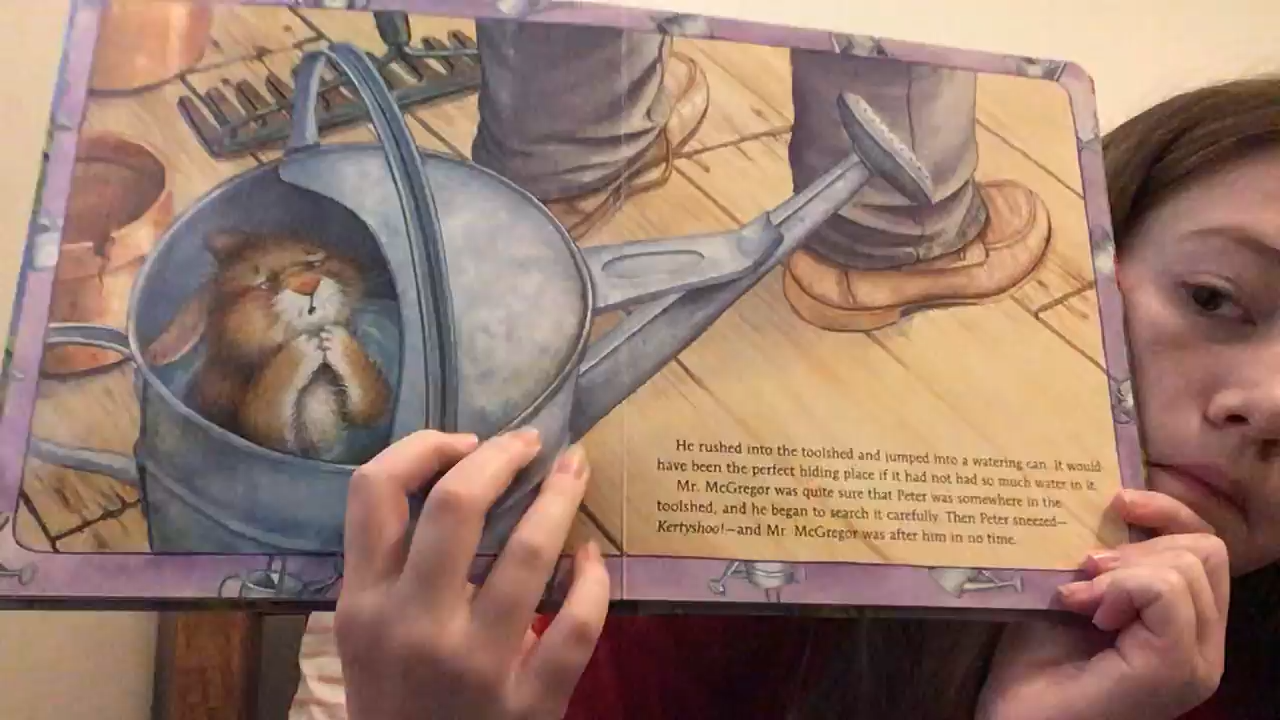 He rushed into the toolshed and jumped into a watering can. It would
have been the perfect hiding place if it had not had so much water in it.
Mr. McGregor was quite sure that Peter was somewhere in the
toolshed, and he began to search it carefully. Then Peter sneezed—
Kertyshoo!—and Mr. McGregor was after him in no time.